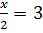 x/2 = 3